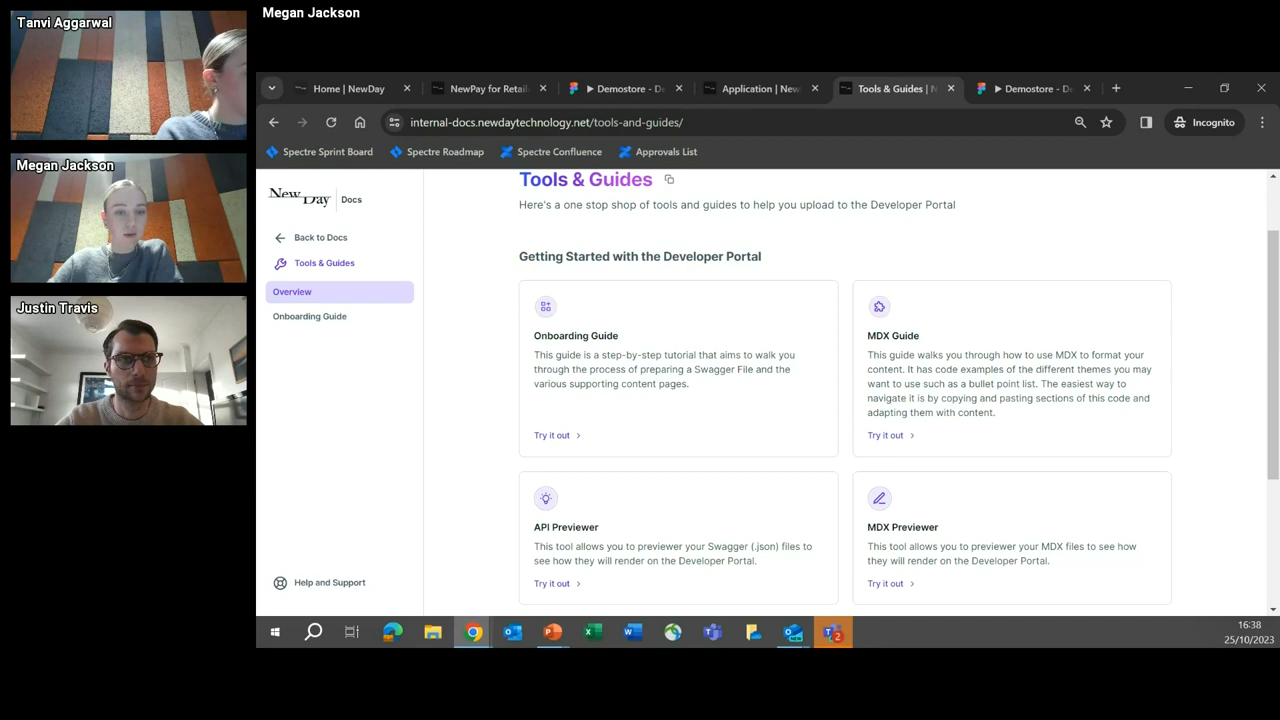 Tanvi Aggarwal
Megan Jackson
Justin Travis
Megan Jackson
Home | NewDay
NewPay for Retail
Demostore - De
Application | New
Tools & Guides | N
Demostore - De
internal-docs.newdaytechnology.net/tools-and-guides/
Incognito
Spectre Sprint Board
Spectre Roadmap
Spectre Confluence
Approvals List
NewDay
Docs
Back to Docs
Tools & Guides
Overview
Onboarding Guide
Help and Support
Tools & Guides
Here's a one stop shop of tools and guides to help you upload to the Developer Portal
Getting Started with the Developer Portal
Onboarding Guide
This guide is a step-by-step tutorial that aims to walk you
through the process of preparing a Swagger File and the
various supporting content pages.
Try it out
MDX Guide
This guide walks you through how to use MDX to format your
content. It has code examples of the different themes you may
want to use such as a bullet point list. The easiest way to
navigate it is by copying and pasting sections of this code and
adapting them with content.
Try it out
API Previewer
This tool allows you to previewer your Swagger (.json) files to
see how they will render on the Developer Portal.
Try it out
MDX Previewer
This tool allows you to previewer your MDX files to see how
they will render on the Developer Portal.
Try it out
2
16:38
25/10/2023